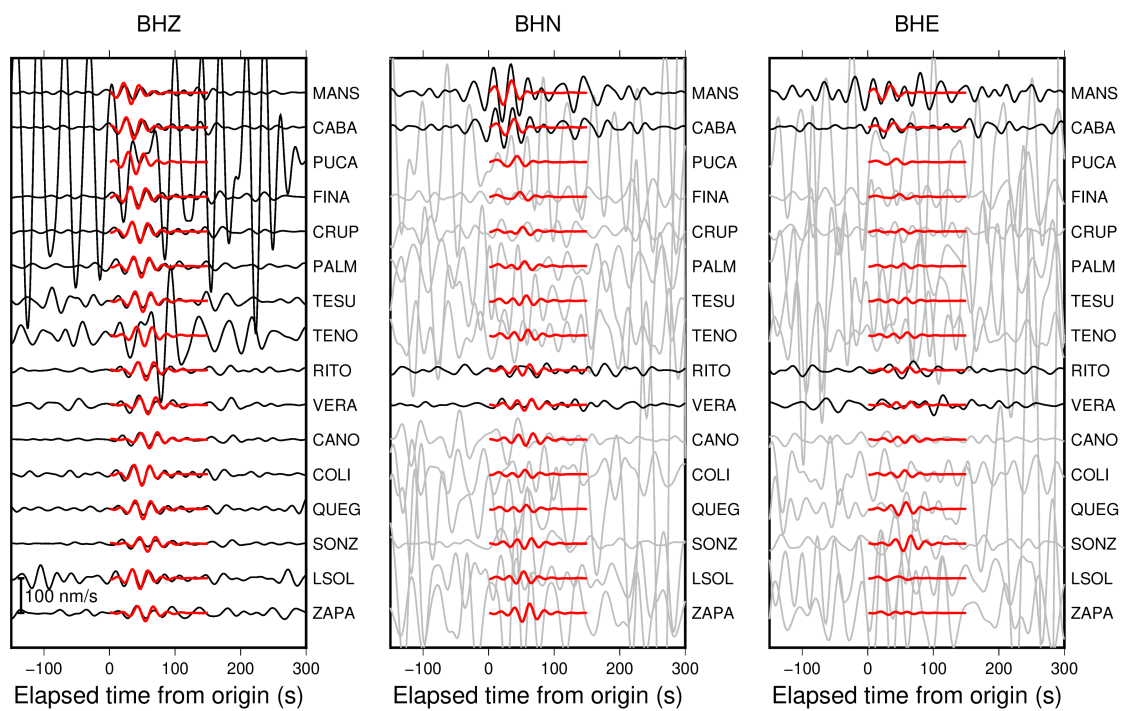 BHZ BHN BHE
MANS MANS MANS
CABA CABA CABA
PUCA PUCA PUCA
FINA FINA FINA
CRUP CRUP CRUP
PALM PALM PALM
TESU TESU TESU
TENO TENO TENO
RITO RITO RITO
VERA VERA VERA
CANO CANO CANO
COLI COLI COLI
QUEG QUEG QUEG
SONZ SONZ SONZ
LSOL LSOL LSOL
100 nm/s
ZAPA ZAPA ZAPA
−100 0 100 200 300 −100 0 100 200 300 −100 0 100 200 300
Elapsed time from origin (s) Elapsed time from origin (s) Elapsed time from origin (s)